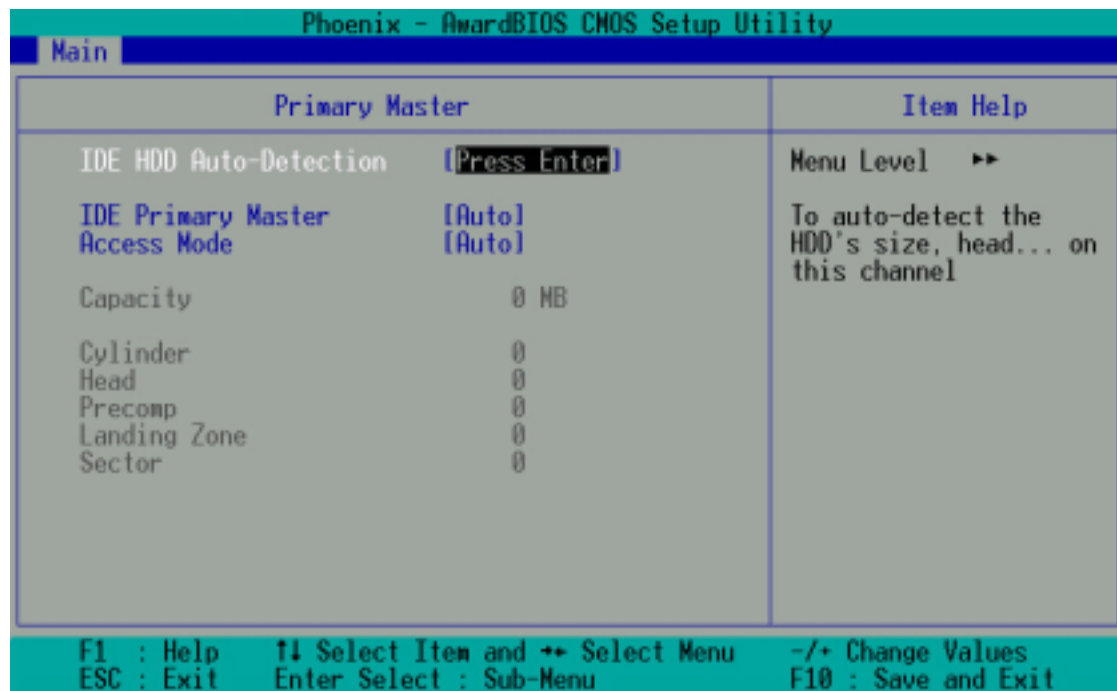 Phoenix - AwardBIOS CMOS Setup Utility
Main
Primary Master
Item Help
IDE HDD Auto-Detection [Press Enter]
IDE Primary Master [Auto]
Access Mode [Auto]
Capacity 0 MB
Cylinder 0
Head 0
Precomp 0
Landing Zone 0
Sector 0
Menu Level ▸▸
To auto-detect the
HDD's size, head... on
this channel
F1 : Help ↑↓ Select Item and →← Select Menu -/+ Change Values
ESC : Exit Enter Select : Sub-Menu F10 : Save and Exit